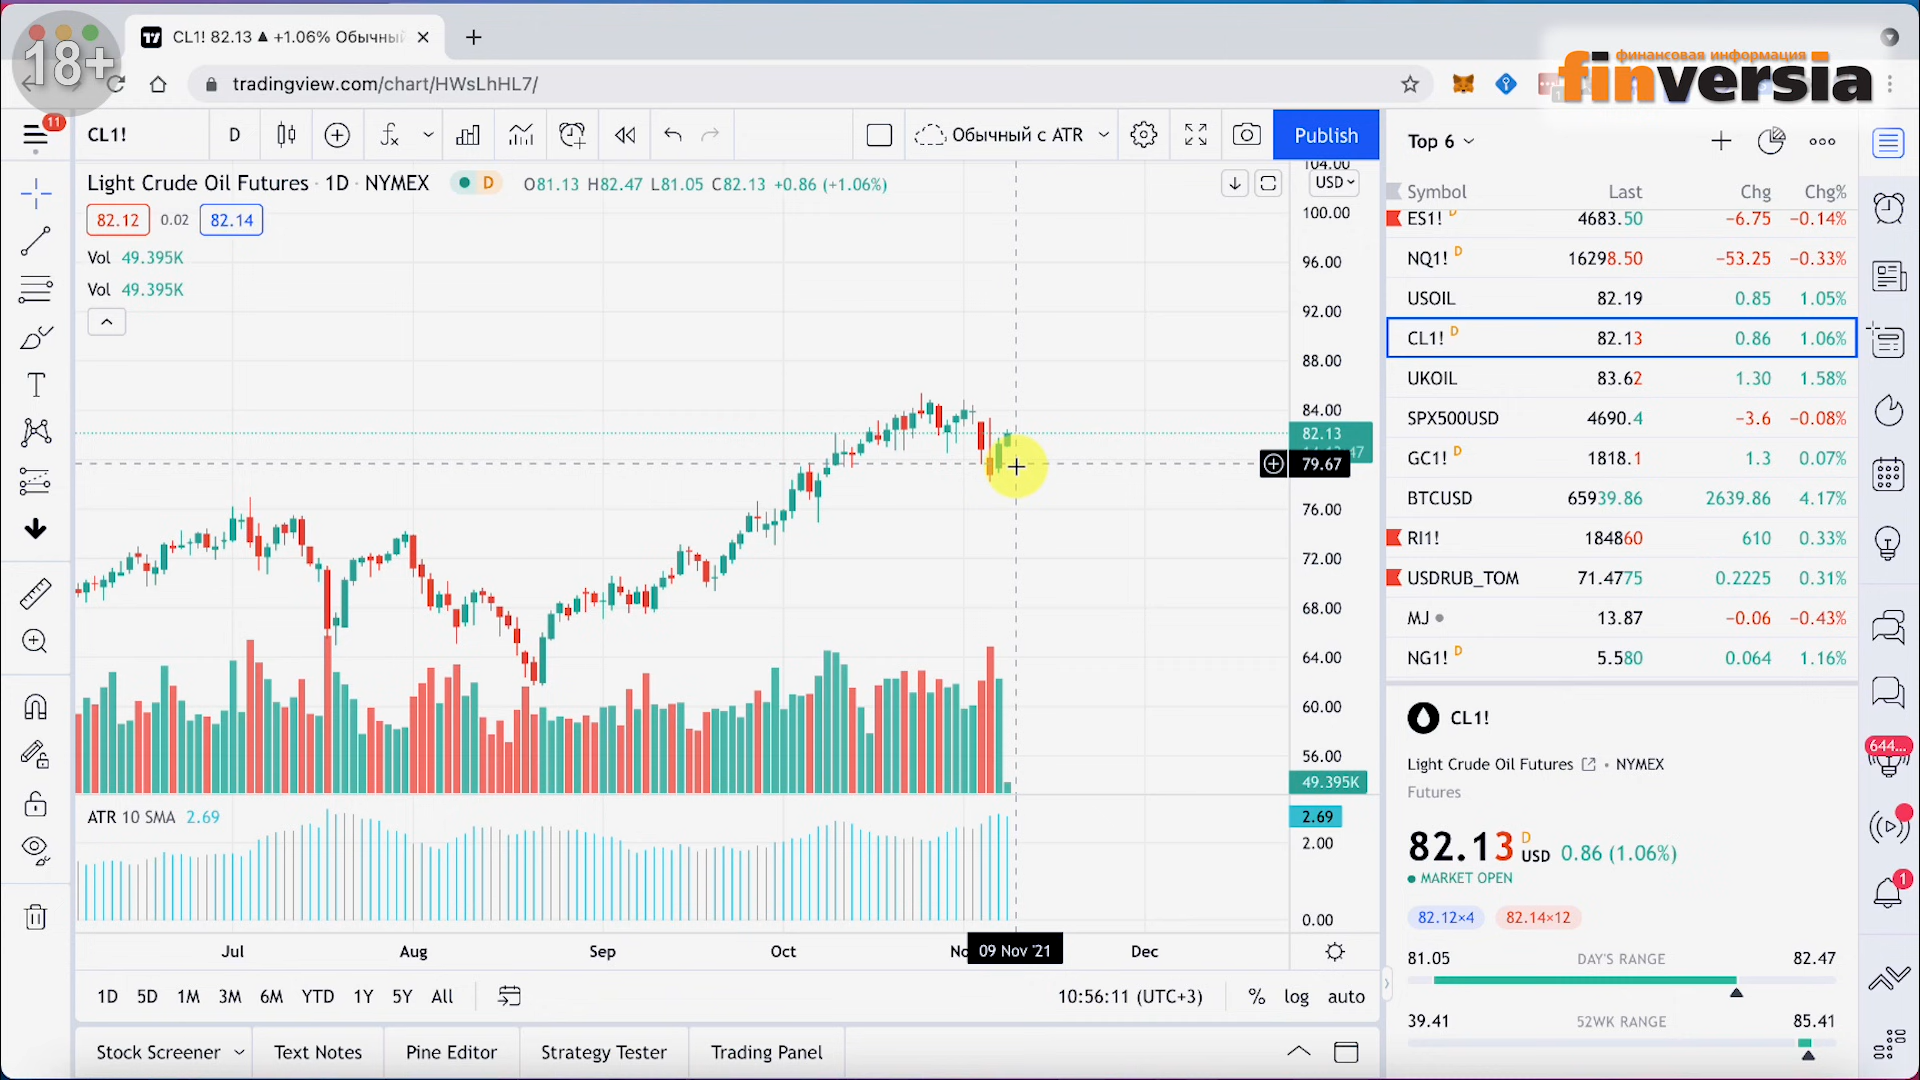 18+
CL1! 82.13 ▲ +1.06% Обычный
tradingview.com/chart/HWsLhHL7/
финансовая информация
finversia
11
CL1!
D
Обычный с ATR
Publish
Light Crude Oil Futures · 1D · NYMEX
D
O81.13 H82.47 L81.05 C82.13 +0.86 (+1.06%)
82.12 0.02 82.14
Vol 49.395K
Vol 49.395K
USD
104.00
100.00
96.00
92.00
88.00
84.00
82.13
79.67
76.00
72.00
68.00
64.00
60.00
56.00
49.395K
ATR 10 SMA 2.69
2.69
2.00
0.00
Jul Aug Sep Oct 09 Nov '21 Dec
1D 5D 1M 3M 6M YTD 1Y 5Y All
10:56:11 (UTC+3) % log auto
Stock Screener Text Notes Pine Editor Strategy Tester Trading Panel
Top 6
Symbol Last Chg Chg%
ES1! D 4683.50 −6.75 −0.14%
NQ1! D 16298.50 −53.25 −0.33%
USOIL 82.19 0.85 1.05%
CL1! D 82.13 0.86 1.06%
UKOIL 83.62 1.30 1.58%
SPX500USD 4690.4 −3.6 −0.08%
GC1! D 1818.1 1.3 0.07%
BTCUSD 65939.86 2639.86 4.17%
RI1! 184860 610 0.33%
USDRUB_TOM 71.4775 0.2225 0.31%
MJ 13.87 −0.06 −0.43%
NG1! D 5.580 0.064 1.16%
CL1!
Light Crude Oil Futures • NYMEX
Futures
82.13 D USD 0.86 (1.06%)
MARKET OPEN
82.12×4 82.14×12
81.05 DAY'S RANGE 82.47
39.41 52WK RANGE 85.41
644...
1